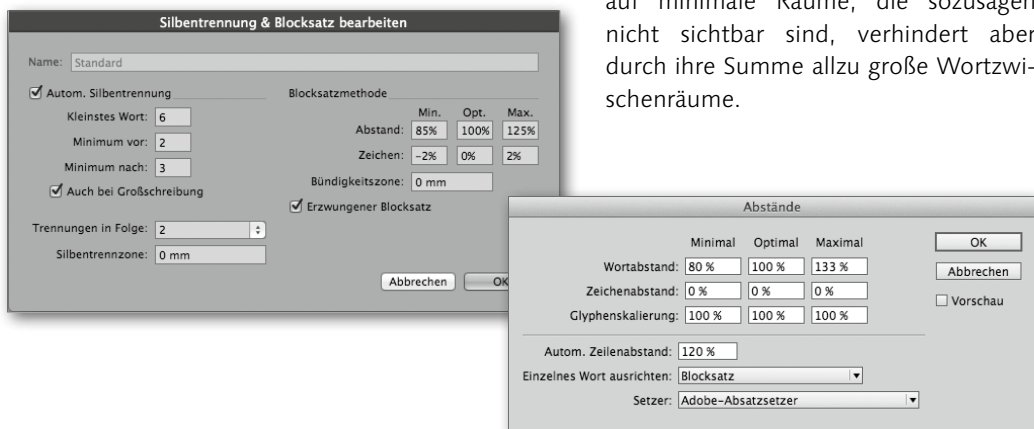 auf minimale Räume, die sozusagen
nicht sichtbar sind, verhindert aber
durch ihre Summe allzu große Wortzwi-
schenräume.
Silbentrennung & Blocksatz bearbeiten
Name: Standard
Autom. Silbentrennung
Kleinstes Wort: 6
Minimum vor: 2
Minimum nach: 3
Auch bei Großschreibung
Trennungen in Folge: 2
Silbentrennzone: 0 mm
Blocksatzmethode
Min. Opt. Max.
Abstand: 85% 100% 125%
Zeichen: -2% 0% 2%
Bündigkeitszone: 0 mm
Erzwungener Blocksatz
Abbrechen OK
Abstände
Minimal Optimal Maximal
Wortabstand: 80 % 100 % 133 %
Zeichenabstand: 0 % 0 % 0 %
Glyphenskalierung: 100 % 100 % 100 %
Autom. Zeilenabstand: 120 %
Einzelnes Wort ausrichten: Blocksatz
Setzer: Adobe-Absatzsetzer
OK
Abbrechen
Vorschau